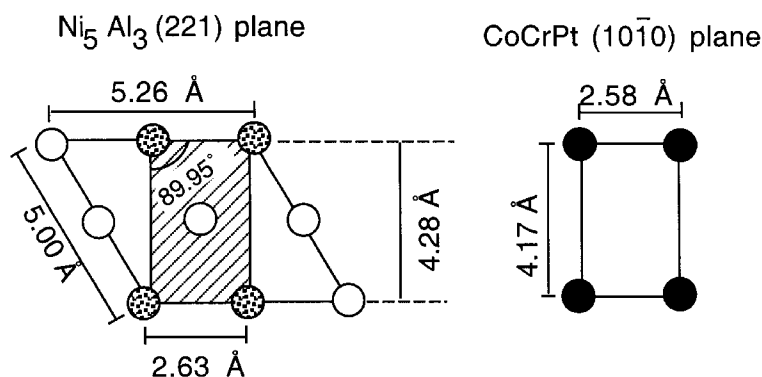 Ni₅ Al₃ (221) plane
CoCrPt (101̄0) plane
5.26 Å
2.58 Å
89.95°
5.00 Å
4.28 Å
4.17 Å
2.63 Å